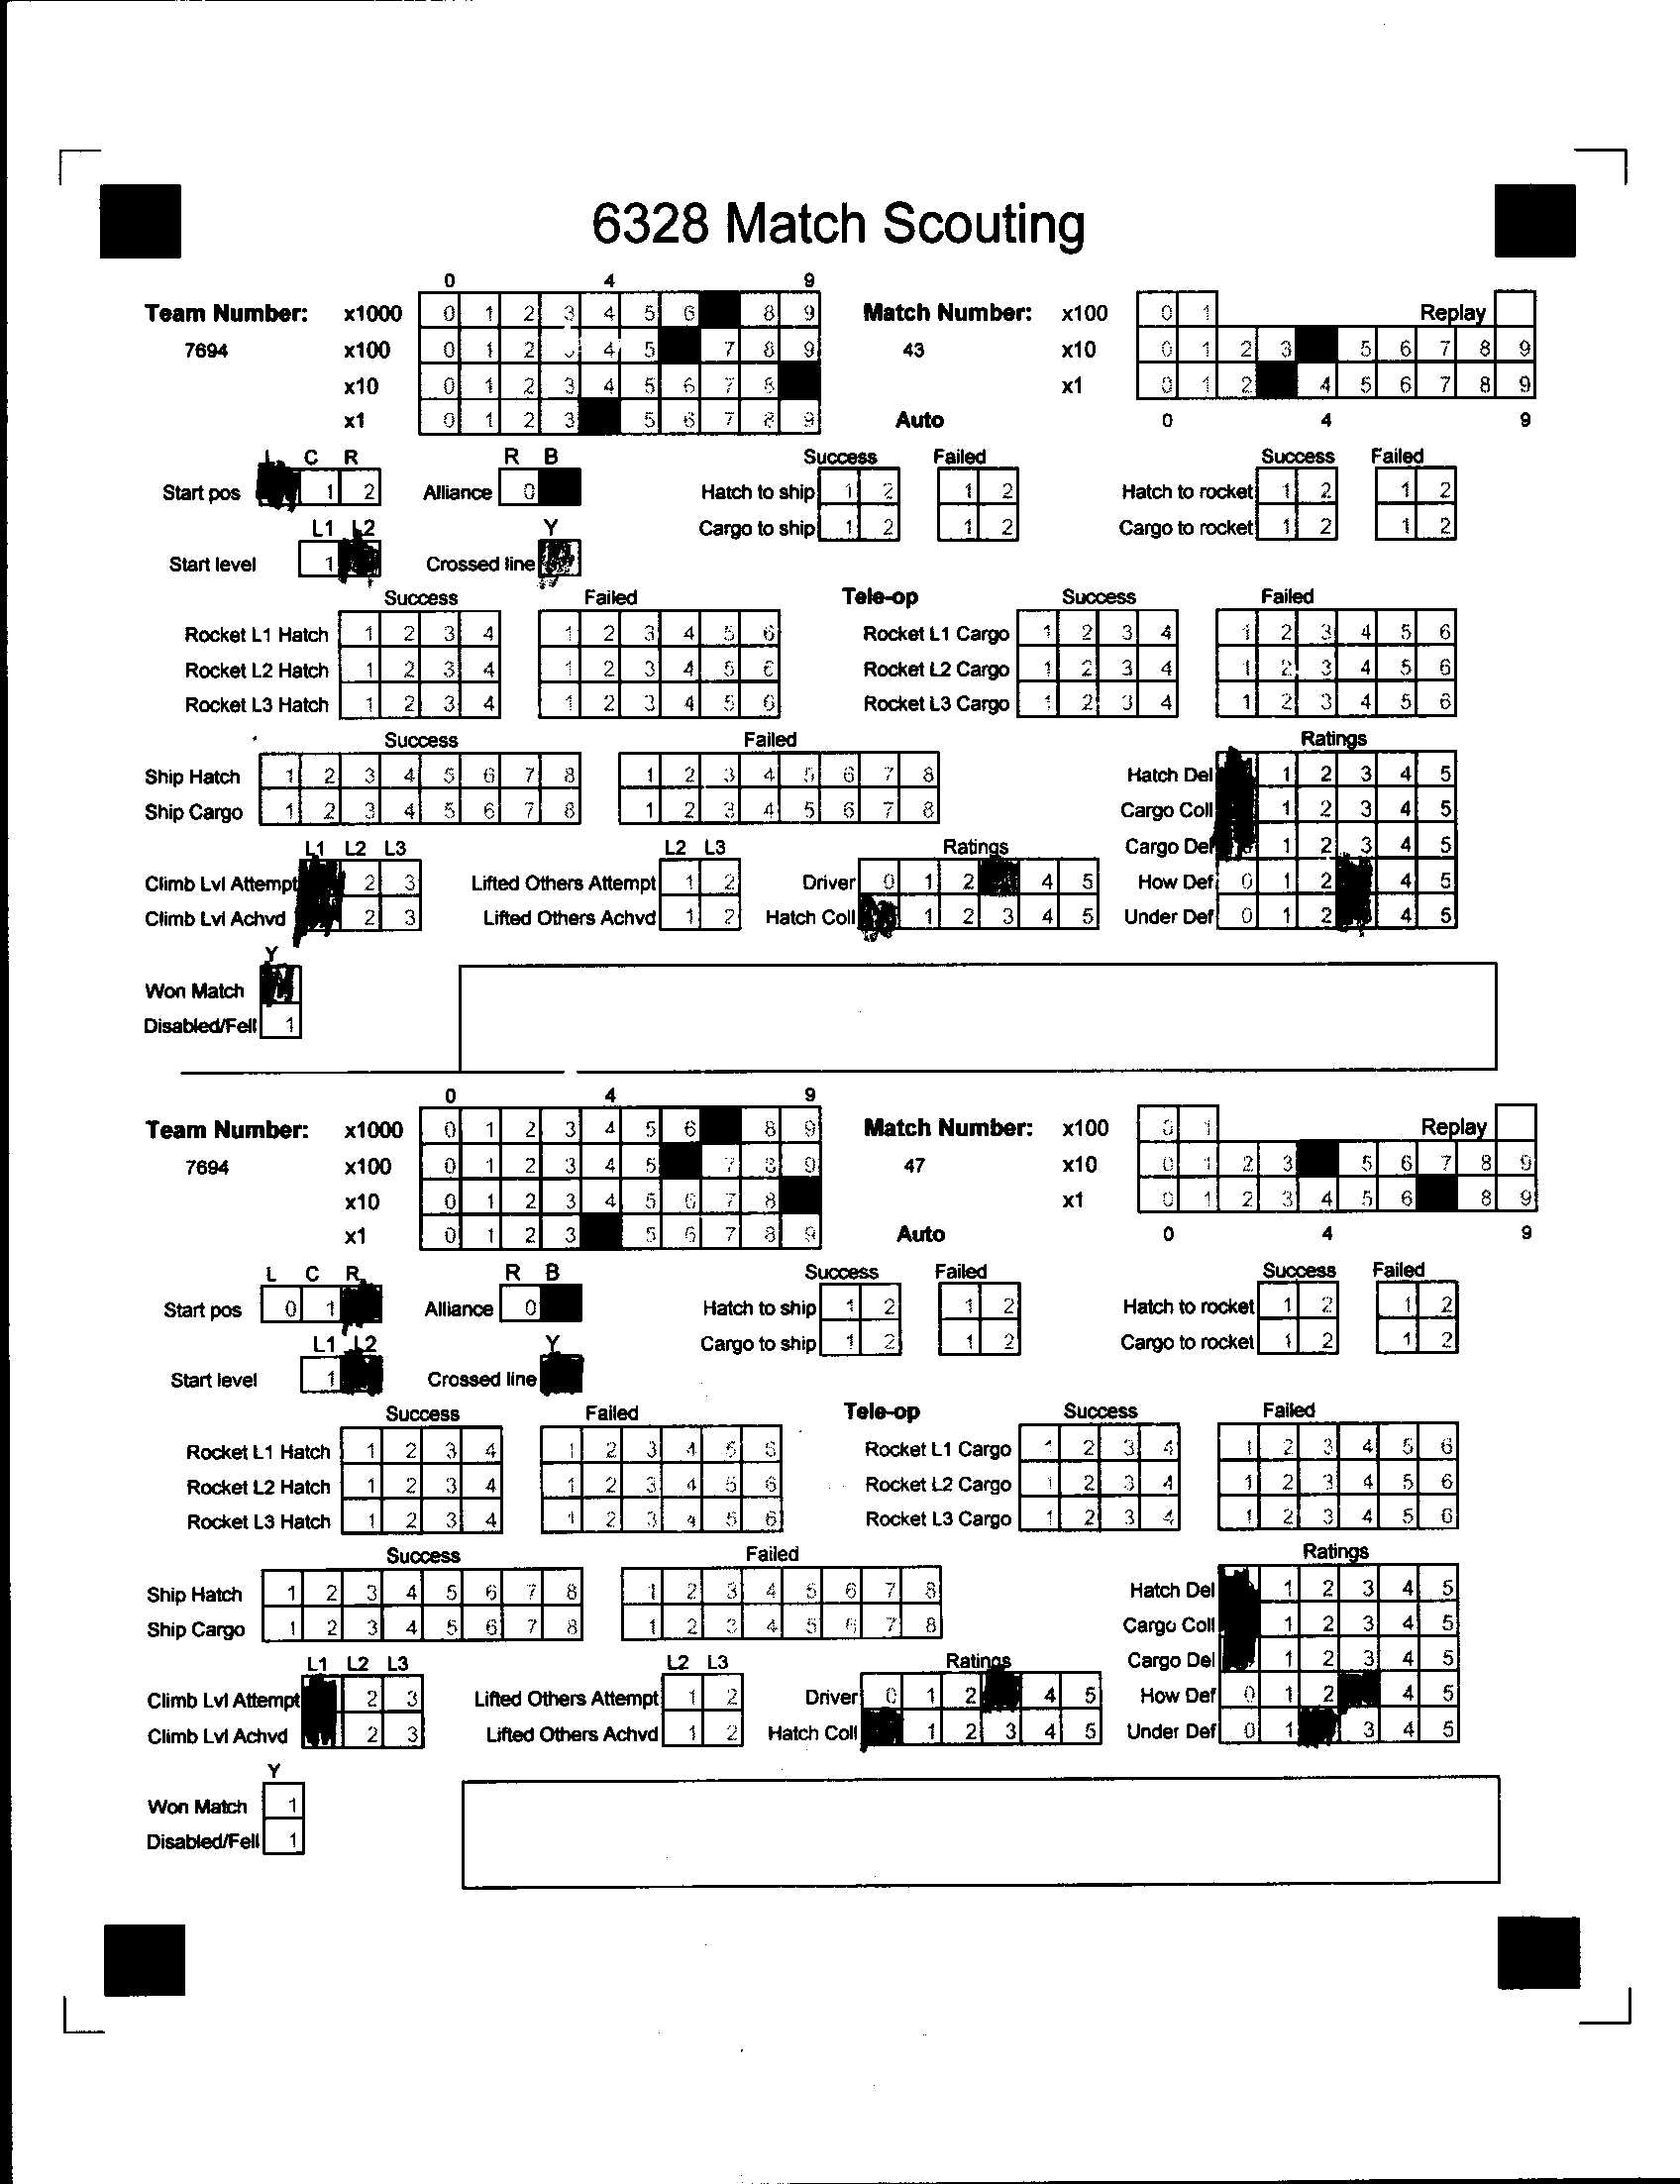 6328 Match Scouting
0 4 9
Team Number: x1000 0 1 2 3 4 5 6 8 9 Match Number: x100 0 1 Replay
7694 x100 0 1 2 4 5 7 8 9 43 x10 0 1 2 3 5 6 7 8 9
x10 0 1 2 3 4 5 6 7 8 x1 0 1 2 4 5 6 7 8 9
x1 0 1 2 3 5 6 7 8 9 Auto 0 4 9
L C R R B Success Failed Success Failed
Start pos 1 2 Alliance 0 Hatch to ship 1 2 1 2 Hatch to rocket 1 2 1 2
L1 L2 Y Cargo to ship 1 2 1 2 Cargo to rocket 1 2 1 2
Start level 1 Crossed line
Success Failed Tele-op Success Failed
Rocket L1 Hatch 1 2 3 4 1 2 3 4 5 6 Rocket L1 Cargo 1 2 3 4 1 2 3 4 5 6
Rocket L2 Hatch 1 2 3 4 1 2 3 4 5 6 Rocket L2 Cargo 1 2 3 4 1 2 3 4 5 6
Rocket L3 Hatch 1 2 3 4 1 2 3 4 5 6 Rocket L3 Cargo 1 2 3 4 1 2 3 4 5 6
Success Failed Ratings
Ship Hatch 1 2 3 4 5 6 7 8 1 2 3 4 5 6 7 8 Hatch Del 1 2 3 4 5
Ship Cargo 1 2 3 4 5 6 7 8 1 2 3 4 5 6 7 8 Cargo Coll 1 2 3 4 5
L1 L2 L3 L2 L3 Ratings Cargo Del 1 2 3 4 5
Climb Lvl Attempt 2 3 Lifted Others Attempt 1 2 Driver 0 1 2 4 5 How Def 0 1 2 4 5
Climb Lvl Achvd 2 3 Lifted Others Achvd 1 2 Hatch Coll 1 2 3 4 5 Under Def 0 1 2 4 5
Y
Won Match
Disabled/Fell 1
0 4 9
Team Number: x1000 0 1 2 3 4 5 6 8 9 Match Number: x100 0 1 Replay
7694 x100 0 1 2 3 4 5 7 8 9 47 x10 0 1 2 3 5 6 7 8 9
x10 0 1 2 3 4 5 6 7 8 x1 0 1 2 3 4 5 6 8 9
x1 0 1 2 3 5 6 7 8 9 Auto 0 4 9
L C R R B Success Failed Success Failed
Start pos 0 1 Alliance 0 Hatch to ship 1 2 1 2 Hatch to rocket 1 2 1 2
L1 L2 Y Cargo to ship 1 2 1 2 Cargo to rocket 1 2 1 2
Start level 1 Crossed line
Success Failed Tele-op Success Failed
Rocket L1 Hatch 1 2 3 4 1 2 3 4 5 6 Rocket L1 Cargo 1 2 3 4 1 2 3 4 5 6
Rocket L2 Hatch 1 2 3 4 1 2 3 4 5 6 Rocket L2 Cargo 1 2 3 4 1 2 3 4 5 6
Rocket L3 Hatch 1 2 3 4 1 2 3 4 5 6 Rocket L3 Cargo 1 2 3 4 1 2 3 4 5 6
Success Failed Ratings
Ship Hatch 1 2 3 4 5 6 7 8 1 2 3 4 5 6 7 8 Hatch Del 1 2 3 4 5
Ship Cargo 1 2 3 4 5 6 7 8 1 2 3 4 5 6 7 8 Cargo Coll 1 2 3 4 5
L1 L2 L3 L2 L3 Ratings Cargo Del 1 2 3 4 5
Climb Lvl Attempt 2 3 Lifted Others Attempt 1 2 Driver 0 1 2 4 5 How Def 0 1 2 4 5
Climb Lvl Achvd 2 3 Lifted Others Achvd 1 2 Hatch Coll 1 2 3 4 5 Under Def 0 1 3 4 5
Y
Won Match 1
Disabled/Fell 1